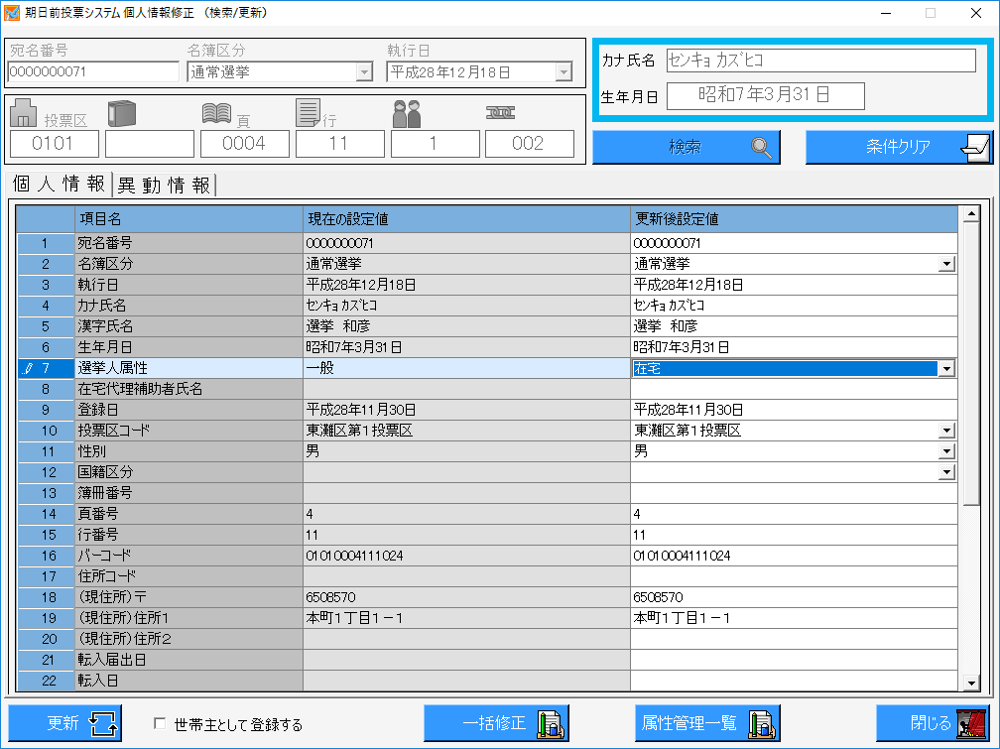 期日前投票システム 個人情報修正 （検索/更新）
宛名番号 名簿区分 執行日
0000000071 通常選挙 平成28年12月18日
カナ氏名 センキョ カズヒコ
生年月日 昭和7年3月31日
投票区 頁 行
0101 0004 11 1 002
検索 条件クリア
個人情報 異動情報
項目名 現在の設定値 更新後設定値
1 宛名番号 0000000071 0000000071
2 名簿区分 通常選挙 通常選挙
3 執行日 平成28年12月18日 平成28年12月18日
4 カナ氏名 センキョ カズヒコ センキョ カズヒコ
5 漢字氏名 選挙　和彦 選挙　和彦
6 生年月日 昭和7年3月31日 昭和7年3月31日
7 選挙人属性 一般 在宅
8 在宅代理補助者氏名
9 登録日 平成28年11月30日 平成28年11月30日
10 投票区コード 東灘区第１投票区 東灘区第１投票区
11 性別 男 男
12 国籍区分
13 簿冊番号
14 頁番号 4 4
15 行番号 11 11
16 バーコード 01010004111024 01010004111024
17 住所コード
18 (現住所)〒 6508570 6508570
19 (現住所)住所1 本町１丁目１－１ 本町１丁目１－１
20 (現住所)住所2
21 転入届出日
22 転入日
更新 世帯主として登録する 一括修正 属性管理一覧 閉じる